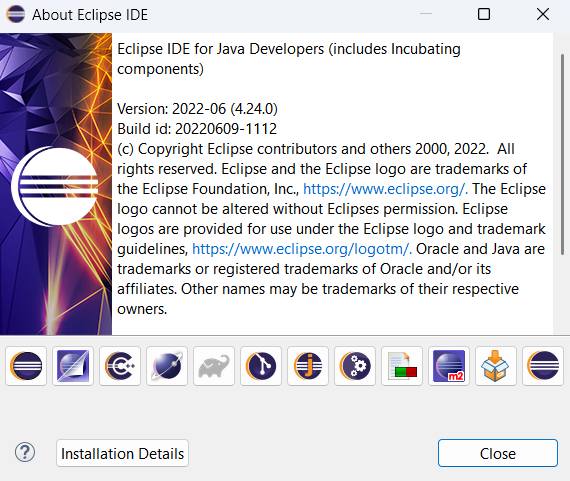 About Eclipse IDE
Eclipse IDE for Java Developers (includes Incubating
components)
Version: 2022-06 (4.24.0)
Build id: 20220609-1112
(c) Copyright Eclipse contributors and others 2000, 2022.  All
rights reserved. Eclipse and the Eclipse logo are trademarks of
the Eclipse Foundation, Inc., https://www.eclipse.org/. The Eclipse
logo cannot be altered without Eclipses permission. Eclipse
logos are provided for use under the Eclipse logo and trademark
guidelines, https://www.eclipse.org/logotm/. Oracle and Java are
trademarks or registered trademarks of Oracle and/or its
affiliates. Other names may be trademarks of their respective
owners.
C++
j
m2
?
Installation Details
Close